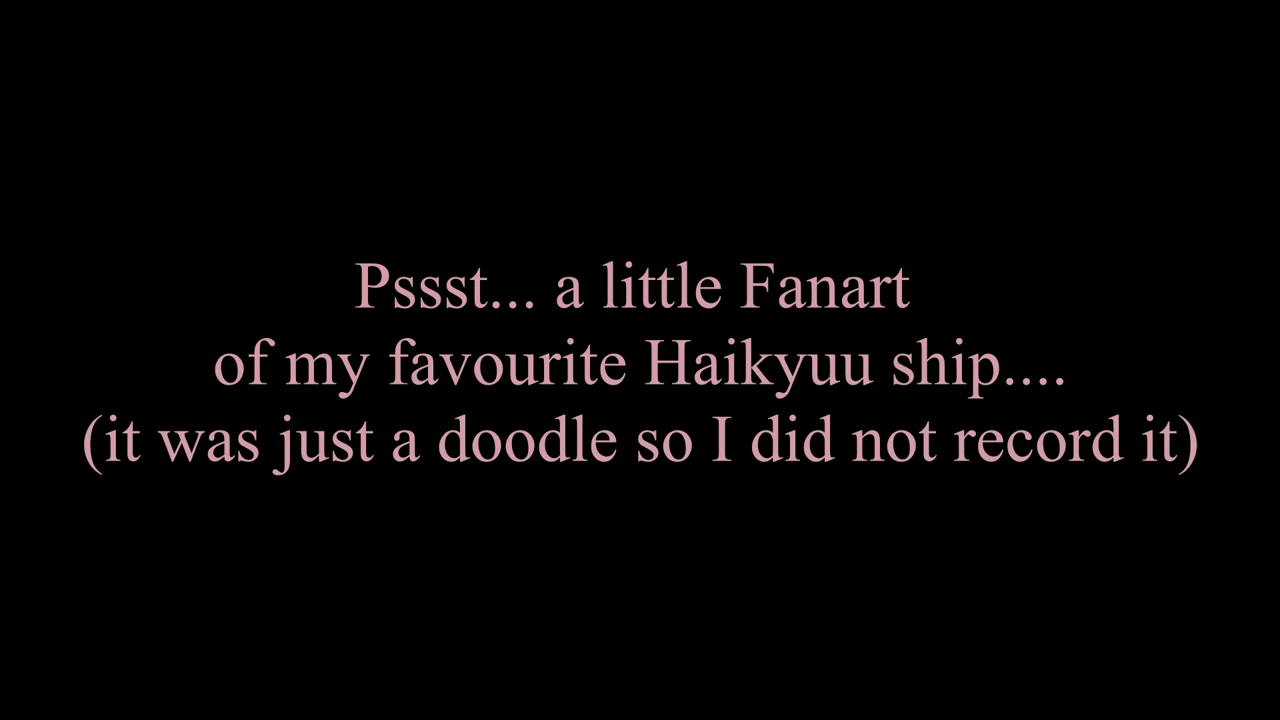 Pssst... a little Fanart
of my favourite Haikyuu ship....
(it was just a doodle so I did not record it)